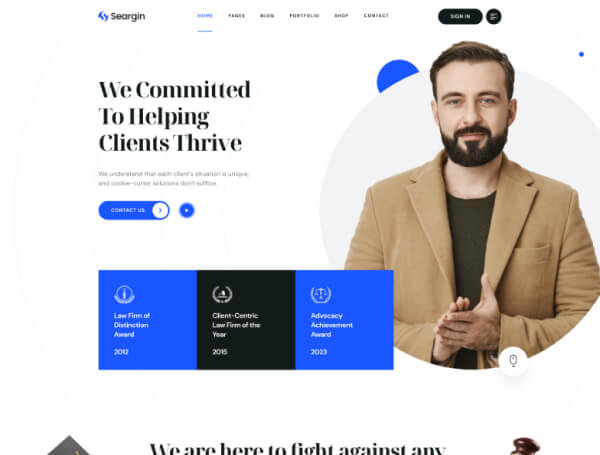 Seargin
HOME PAGES BLOG PORTFOLIO SHOP CONTACT
SIGN IN
We Committed
To Helping
Clients Thrive
We understand that each client's situation is unique,
and cookie-cutter solutions don't suffice.
CONTACT US
Law Firm of
Distinction
Award
2012
Client-Centric
Law Firm of the
Year
2015
Advocacy
Achievement
Award
2023
We are here to fight against any